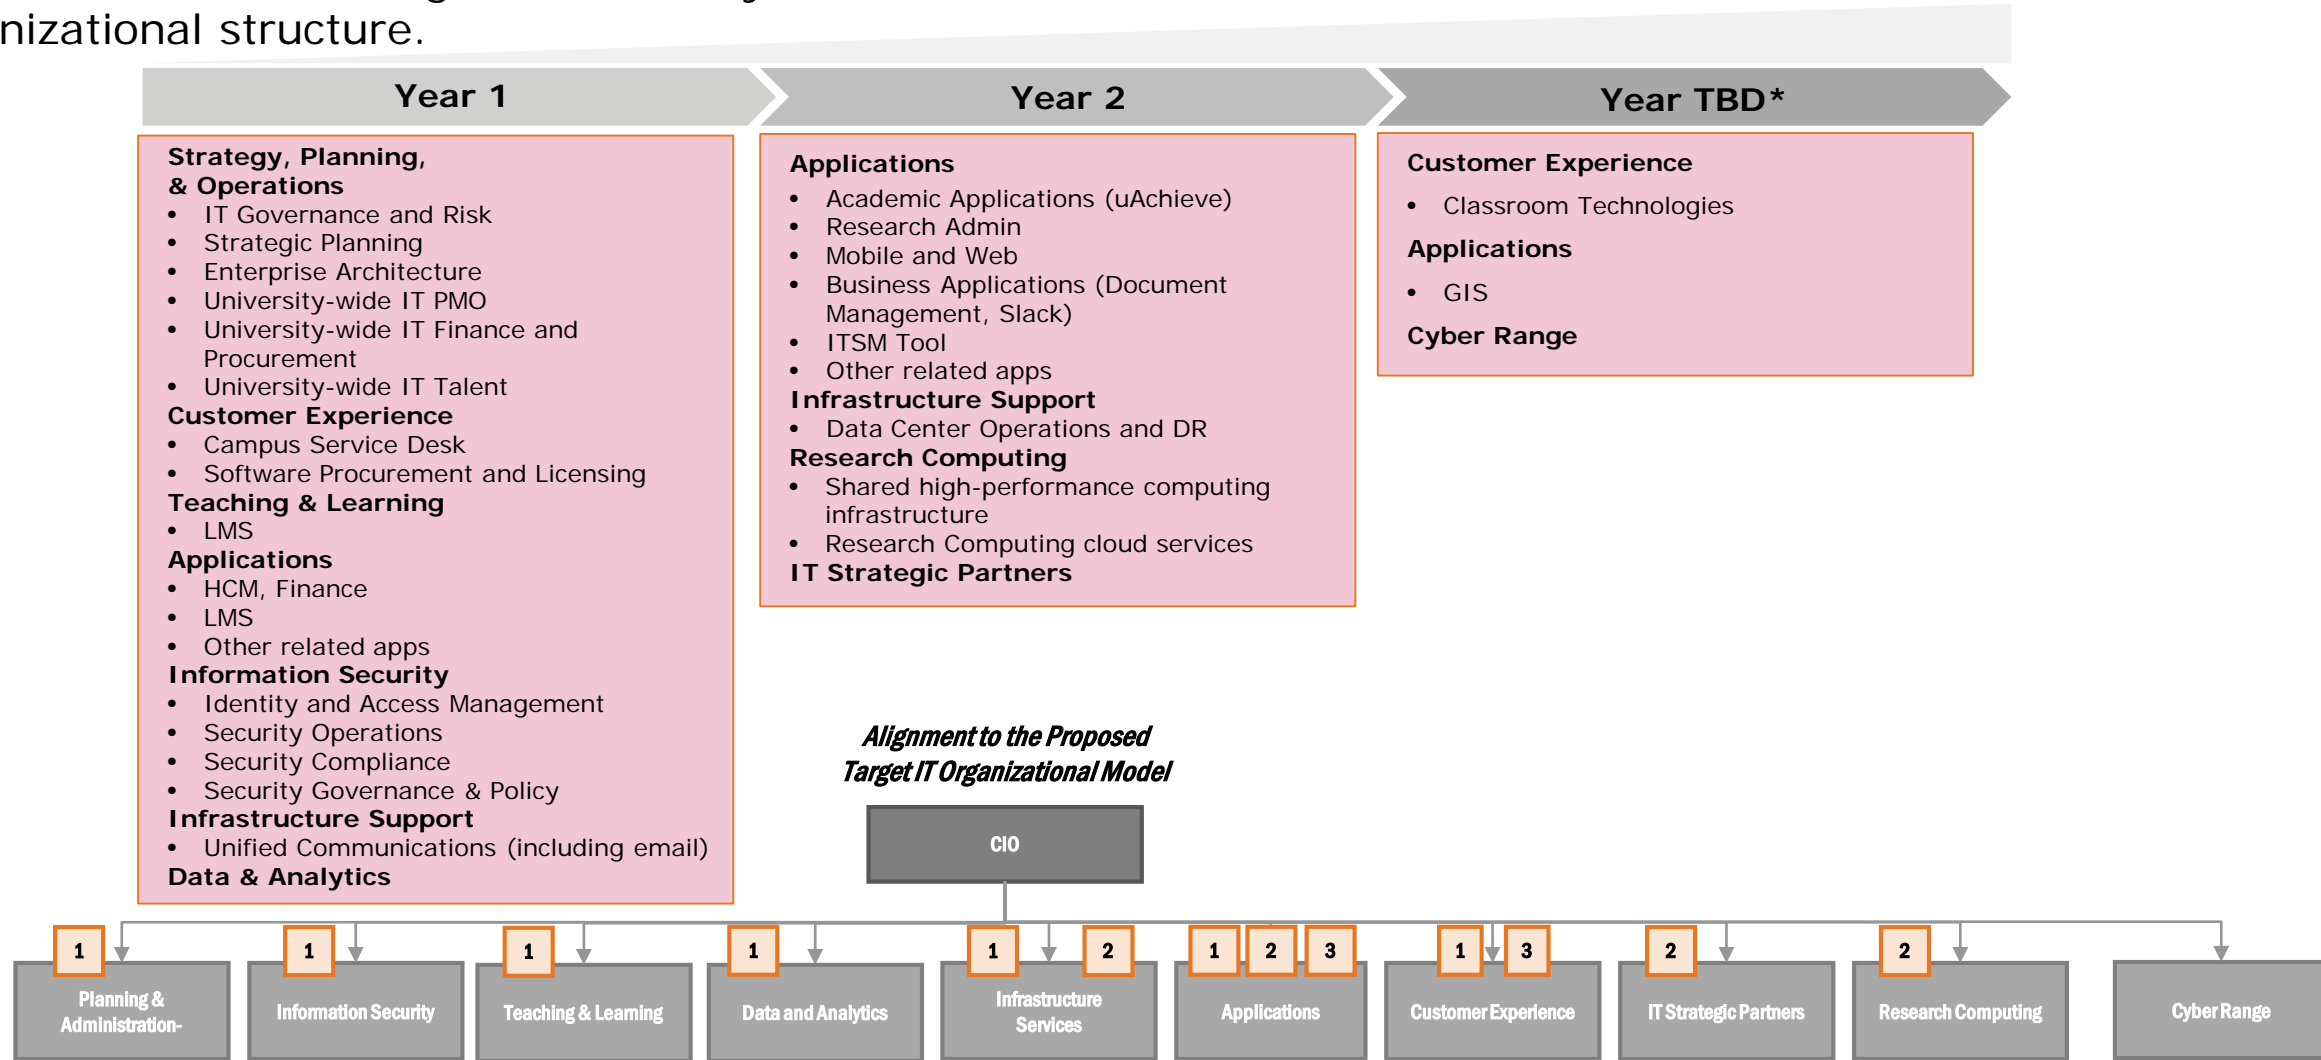 nizational structure.
Year 1
Year 2
Year TBD*
Strategy, Planning,
& Operations
• IT Governance and Risk
• Strategic Planning
• Enterprise Architecture
• University-wide IT PMO
• University-wide IT Finance and
Procurement
• University-wide IT Talent
Customer Experience
• Campus Service Desk
• Software Procurement and Licensing
Teaching & Learning
• LMS
Applications
• HCM, Finance
• LMS
• Other related apps
Information Security
• Identity and Access Management
• Security Operations
• Security Compliance
• Security Governance & Policy
Infrastructure Support
• Unified Communications (including email)
Data & Analytics
Applications
• Academic Applications (uAchieve)
• Research Admin
• Mobile and Web
• Business Applications (Document
Management, Slack)
• ITSM Tool
• Other related apps
Infrastructure Support
• Data Center Operations and DR
Research Computing
• Shared high-performance computing
infrastructure
• Research Computing cloud services
IT Strategic Partners
Customer Experience
• Classroom Technologies
Applications
• GIS
Cyber Range
Alignment to the Proposed
Target IT Organizational Model
CIO
1
Planning &
Administration-
1
Information Security
1
Teaching & Learning
1
Data and Analytics
1 2
Infrastructure
Services
1 2 3
Applications
1 3
Customer Experience
2
IT Strategic Partners
2
Research Computing
Cyber Range